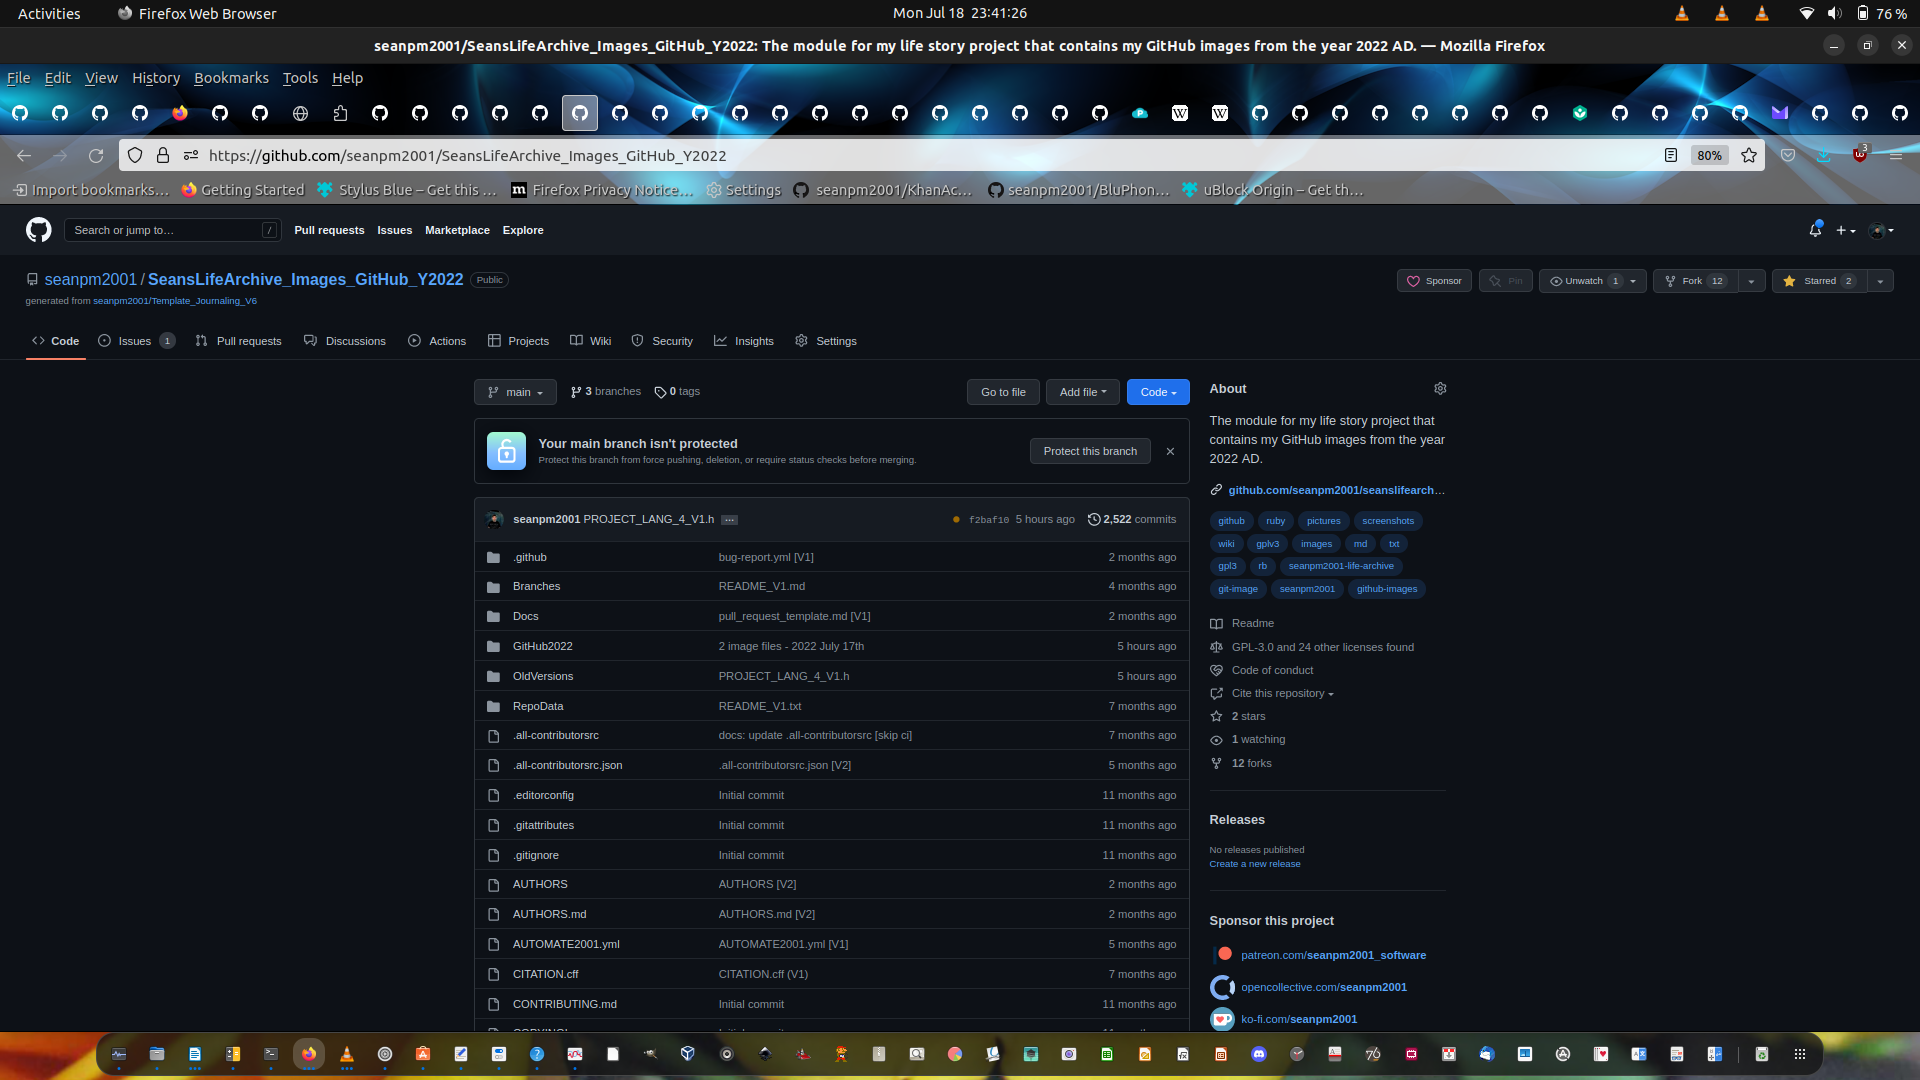 Activities
Firefox Web Browser
Mon Jul 18 23:41:26
76 %
seanpm2001/SeansLifeArchive_Images_GitHub_Y2022: The module for my life story project that contains my GitHub images from the year 2022 AD. — Mozilla Firefox
File Edit View History Bookmarks Tools Help
https://github.com/seanpm2001/SeansLifeArchive_Images_GitHub_Y2022
80%
3
Import bookmarks… Getting Started Stylus Blue – Get this … Firefox Privacy Notice… Settings seanpm2001/KhanAc… seanpm2001/BluPhon… uBlock Origin – Get th…
Search or jump to… /
Pull requests Issues Marketplace Explore
seanpm2001 / SeansLifeArchive_Images_GitHub_Y2022 Public
Sponsor Pin Unwatch 1 Fork 12 Starred 2
generated from seanpm2001/Template_Journaling_V6
Code Issues 1 Pull requests Discussions Actions Projects Wiki Security Insights Settings
main 3 branches 0 tags
Go to file Add file Code
Your main branch isn't protected
Protect this branch from force pushing, deletion, or require status checks before merging.
Protect this branch
seanpm2001 PROJECT_LANG_4_V1.h … f2baf10 5 hours ago 2,522 commits
.github bug-report.yml [V1] 2 months ago
Branches README_V1.md 4 months ago
Docs pull_request_template.md [V1] 2 months ago
GitHub2022 2 image files - 2022 July 17th 5 hours ago
OldVersions PROJECT_LANG_4_V1.h 5 hours ago
RepoData README_V1.txt 7 months ago
.all-contributorsrc docs: update .all-contributorsrc [skip ci] 7 months ago
.all-contributorsrc.json .all-contributorsrc.json [V2] 5 months ago
.editorconfig Initial commit 11 months ago
.gitattributes Initial commit 11 months ago
.gitignore Initial commit 11 months ago
AUTHORS AUTHORS [V2] 2 months ago
AUTHORS.md AUTHORS.md [V2] 2 months ago
AUTOMATE2001.yml AUTOMATE2001.yml [V1] 5 months ago
CITATION.cff CITATION.cff (V1) 7 months ago
CONTRIBUTING.md Initial commit 11 months ago
About
The module for my life story project that
contains my GitHub images from the year
2022 AD.
github.com/seanpm2001/seanslifearch…
github ruby pictures screenshots
wiki gplv3 images md txt
gpl3 rb seanpm2001-life-archive
git-image seanpm2001 github-images
Readme
GPL-3.0 and 24 other licenses found
Code of conduct
Cite this repository
2 stars
1 watching
12 forks
Releases
No releases published
Create a new release
Sponsor this project
patreon.com/seanpm2001_software
opencollective.com/seanpm2001
ko-fi.com/seanpm2001